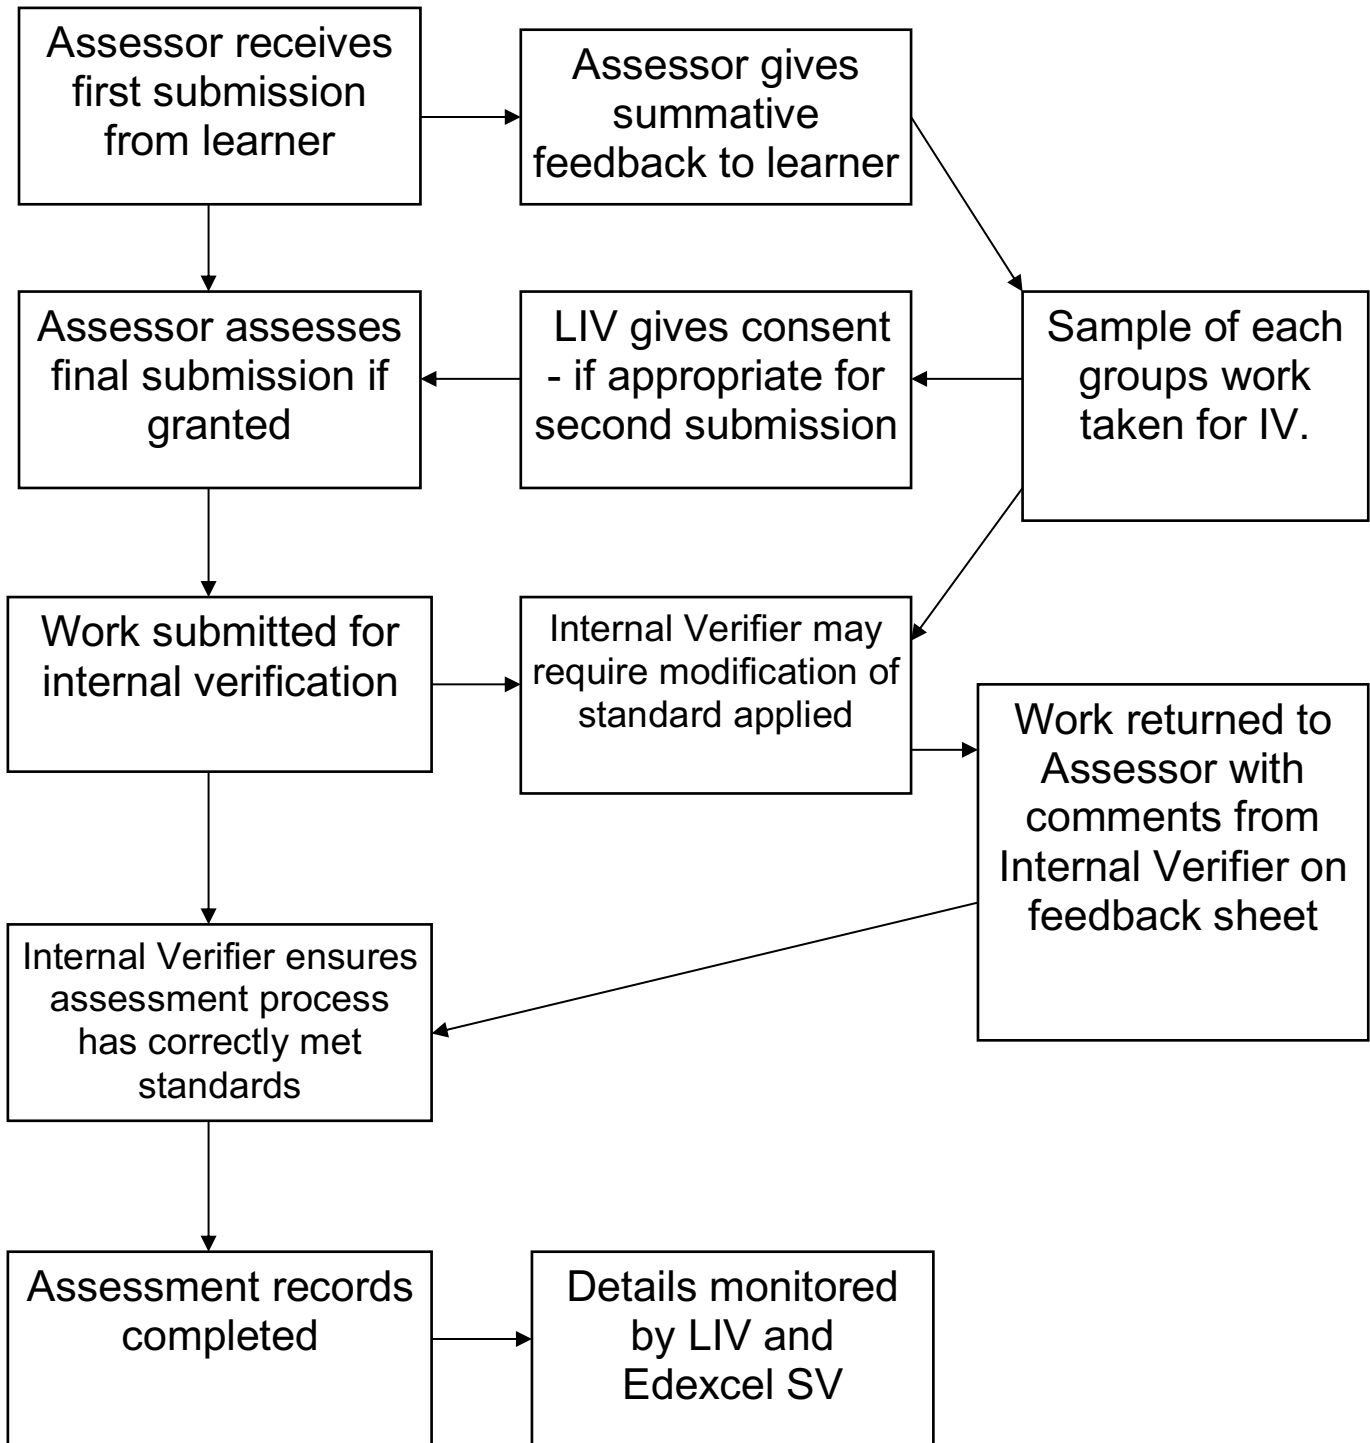 Assessor receives
first submission
from learner
Assessor gives
summative
feedback to learner
Assessor assesses
final submission if
granted
LIV gives consent
- if appropriate for
second submission
Sample of each
groups work
taken for IV.
Work submitted for
internal verification
Internal Verifier may
require modification of
standard applied
Work returned to
Assessor with
comments from
Internal Verifier on
feedback sheet
Internal Verifier ensures
assessment process
has correctly met
standards
Assessment records
completed
Details monitored
by LIV and
Edexcel SV